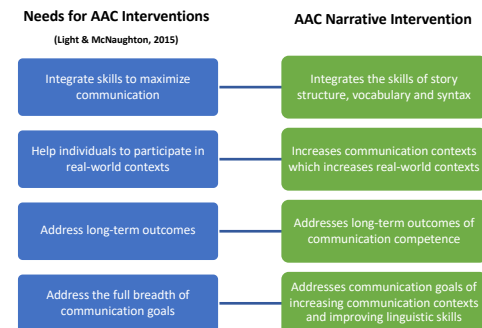 Needs for AAC Interventions
(Light & McNaughton, 2015)
AAC Narrative Intervention
Integrate skills to maximize
communication
Integrates the skills of story
structure, vocabulary and syntax
Help individuals to participate in
real-world contexts
Increases communication contexts
which increases real-world contexts
Address long-term outcomes
Addresses long-term outcomes of
communication competence
Address the full breadth of
communication goals
Addresses communication goals of
increasing communication contexts
and improving linguistic skills